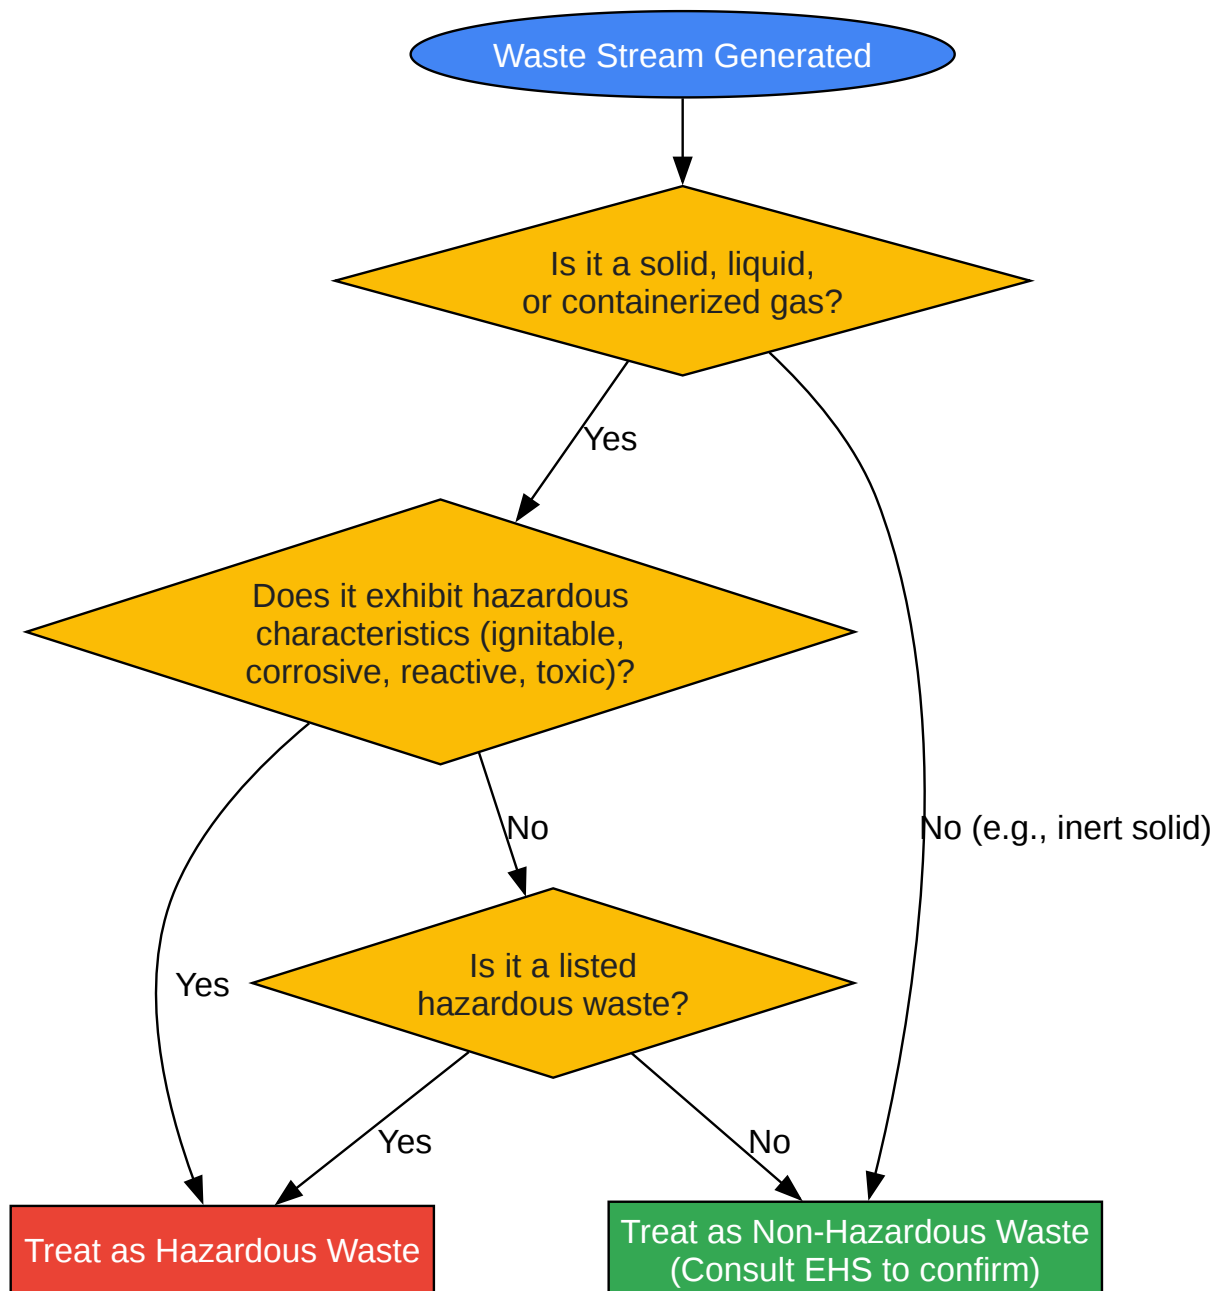 Waste Stream Generated
Is it a solid, liquid,
or containerized gas?
Yes
Does it exhibit hazardous
characteristics (ignitable,
corrosive, reactive, toxic)?
No
No (e.g., inert solid)
Is it a listed
hazardous waste?
Yes
Yes
No
Treat as Hazardous Waste
Treat as Non-Hazardous Waste
(Consult EHS to confirm)